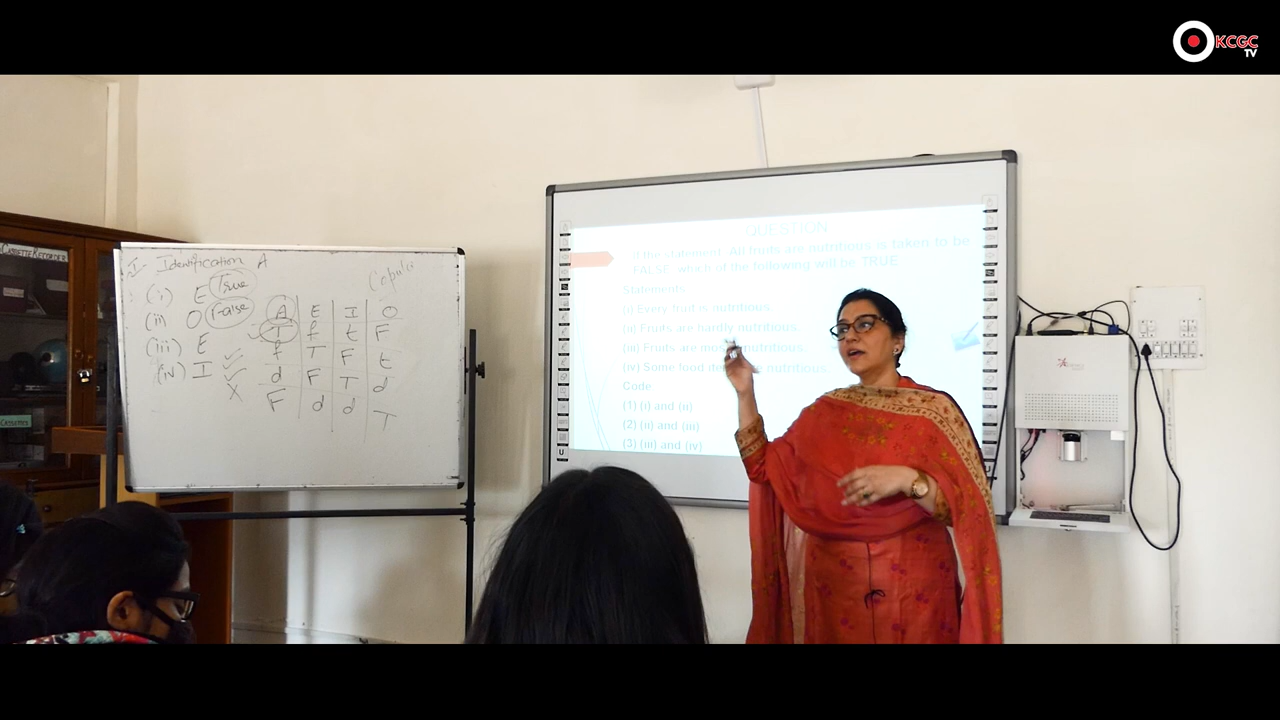 KCGC
TV
CASSETTE RECORDER
CASSETTES
I Identification A
(i) E True
(ii) O False
(iii) E
(iv) I
A E I O
T f t F
f T F t
d F T d
F d d T
QUESTION
If the statement 'All fruits are nutritious is taken to be
FALSE, which of the following will be TRUE
Statements:
(i) Every fruit is nutritious.
(ii) Fruits are hardly nutritious.
(iii) Fruits are nutritious.
(iv) Some food nutritious.
Code:
(1) (i) and (ii)
(2) (ii) and (iii)
(3) (iii) and (iv)